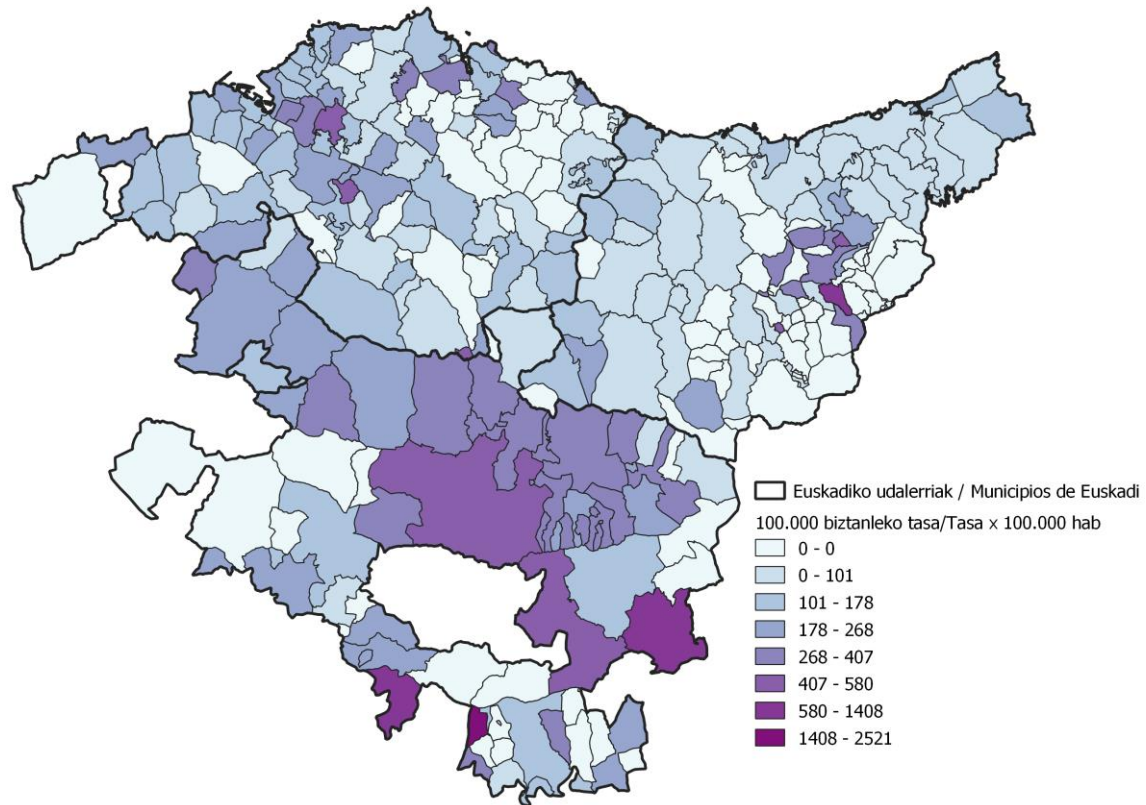 Euskadiko udalerriak / Municipios de Euskadi
100.000 biztanleko tasa/Tasa x 100.000 hab
0 - 0
0 - 101
101 - 178
178 - 268
268 - 407
407 - 580
580 - 1408
1408 - 2521